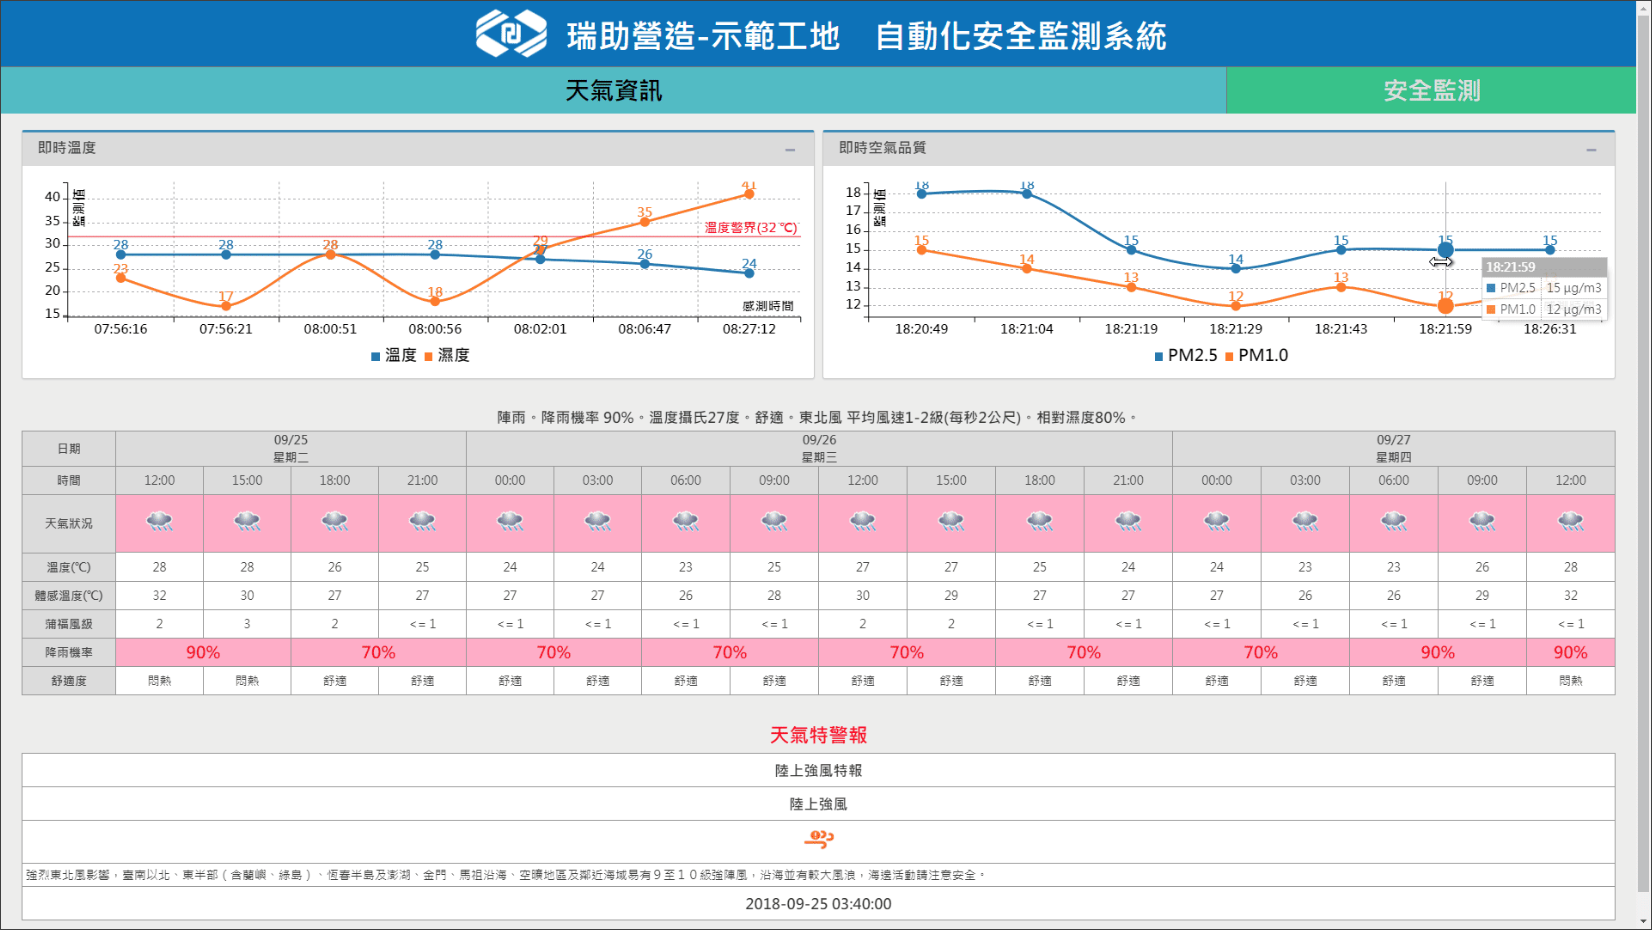 瑞助營造-示範工地　自動化安全監測系統
天氣資訊
安全監測
即時溫度
監測值
40
35
30
25
20
15
28 28 28 28 27 26 24
23 17 28 18 29 35 41
溫度警界(32 ℃)
感測時間
07:56:16 07:56:21 08:00:51 08:00:56 08:02:01 08:06:47 08:27:12
溫度 濕度
即時空氣品質
監測值
18
17
16
15
14
13
12
18 18 15 14 15 15 15
15 14 13 12 13 12 13
18:21:59
PM2.5 15 µg/m3
PM1.0 12 µg/m3
18:20:49 18:21:04 18:21:19 18:21:29 18:21:43 18:21:59 18:26:31
PM2.5 PM1.0
陣雨。降雨機率 90%。溫度攝氏27度。舒適。東北風 平均風速1-2級(每秒2公尺)。相對濕度80%。
日期 09/25 星期二 09/26 星期三 09/27 星期四
時間 12:00 15:00 18:00 21:00 00:00 03:00 06:00 09:00 12:00 15:00 18:00 21:00 00:00 03:00 06:00 09:00 12:00
天氣狀況
溫度(℃) 28 28 26 25 24 24 23 25 27 27 25 24 24 23 23 26 28
體感溫度(℃) 32 30 27 27 27 27 26 28 30 29 27 27 27 26 26 29 32
蒲福風級 2 3 2 <= 1 <= 1 <= 1 <= 1 <= 1 2 2 <= 1 <= 1 <= 1 <= 1 <= 1 <= 1 <= 1
降雨機率 90% 70% 70% 70% 70% 70% 70% 90% 90%
舒適度 悶熱 悶熱 舒適 舒適 舒適 舒適 舒適 舒適 舒適 舒適 舒適 舒適 舒適 舒適 舒適 舒適 悶熱
天氣特警報
陸上強風特報
陸上強風
強烈東北風影響，臺南以北、東半部（含蘭嶼、綠島）、恆春半島及澎湖、金門、馬祖沿海、空曠地區及鄰近海域易有９至１０級強陣風，沿海並有較大風浪，海邊活動請注意安全。
2018-09-25 03:40:00